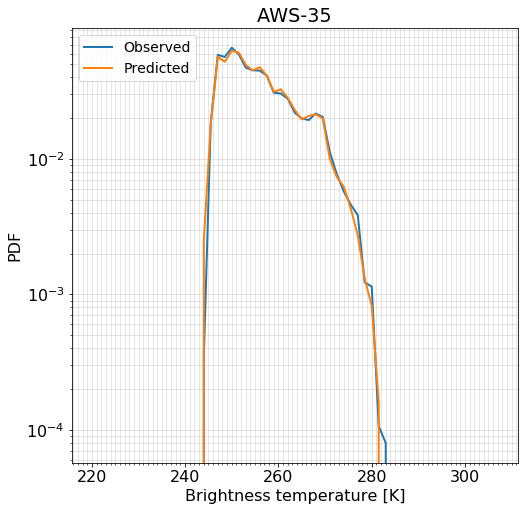 AWS-35
Observed
Predicted
PDF
10⁻²
10⁻³
10⁻⁴
220 240 260 280 300
Brightness temperature [K]